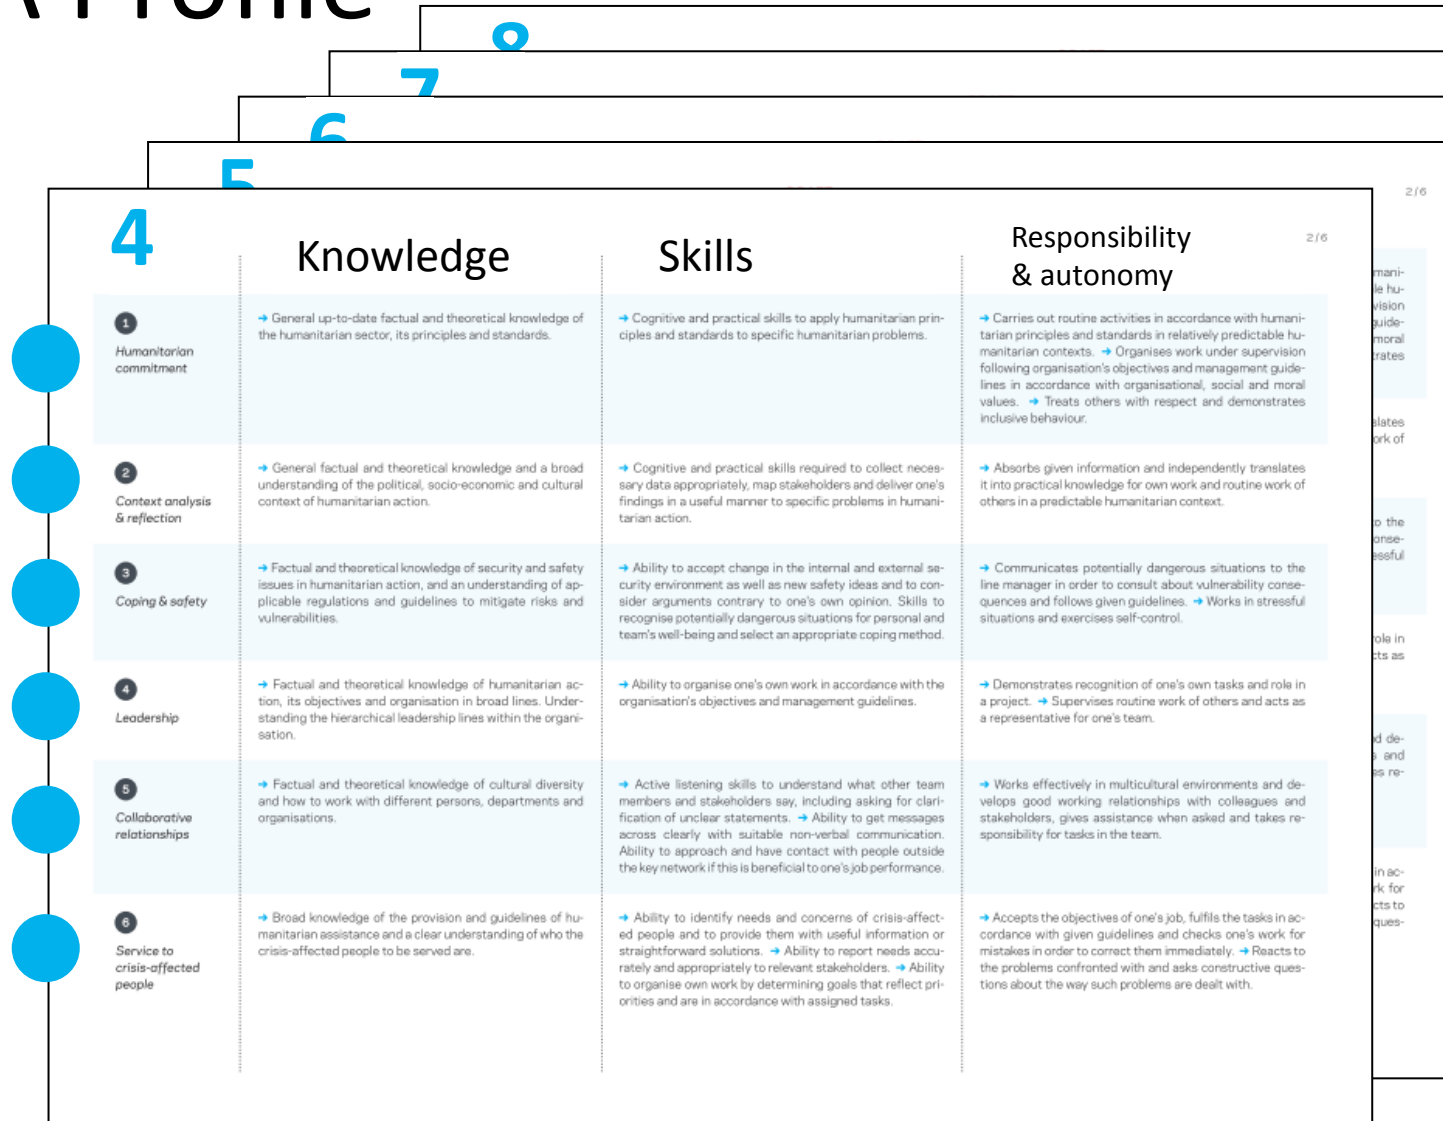 Profile
8
7
6
5
2/6
4
Knowledge
Skills
Responsibility
& autonomy
2/6
1
Humanitarian
commitment
➔ General up-to-date factual and theoretical knowledge of
the humanitarian sector, its principles and standards.
➔ Cognitive and practical skills to apply humanitarian prin-
ciples and standards to specific humanitarian problems.
➔ Carries out routine activities in accordance with humani-
tarian principles and standards in relatively predictable hu-
manitarian contexts. ➔ Organises work under supervision
following organisation's objectives and management guide-
lines in accordance with organisational, social and moral
values. ➔ Treats others with respect and demonstrates
inclusive behaviour.
2
Context analysis
& reflection
➔ General factual and theoretical knowledge and a broad
understanding of the political, socio-economic and cultural
context of humanitarian action.
➔ Cognitive and practical skills required to collect neces-
sary data appropriately, map stakeholders and deliver one's
findings in a useful manner to specific problems in humani-
tarian action.
➔ Absorbs given information and independently translates
it into practical knowledge for own work and routine work of
others in a predictable humanitarian context.
3
Coping & safety
➔ Factual and theoretical knowledge of security and safety
issues in humanitarian action, and an understanding of ap-
plicable regulations and guidelines to mitigate risks and
vulnerabilities.
➔ Ability to accept change in the internal and external se-
curity environment as well as new safety ideas and to con-
sider arguments contrary to one's own opinion. Skills to
recognise potentially dangerous situations for personal and
team's well-being and select an appropriate coping method.
➔ Communicates potentially dangerous situations to the
line manager in order to consult about vulnerability conse-
quences and follows given guidelines. ➔ Works in stressful
situations and exercises self-control.
4
Leadership
➔ Factual and theoretical knowledge of humanitarian ac-
tion, its objectives and organisation in broad lines. Under-
standing the hierarchical leadership lines within the organi-
sation.
➔ Ability to organise one's own work in accordance with the
organisation's objectives and management guidelines.
➔ Demonstrates recognition of one's own tasks and role in
a project. ➔ Supervises routine work of others and acts as
a representative for one's team.
5
Collaborative
relationships
➔ Factual and theoretical knowledge of cultural diversity
and how to work with different persons, departments and
organisations.
➔ Active listening skills to understand what other team
members and stakeholders say, including asking for clari-
fication of unclear statements. ➔ Ability to get messages
across clearly with suitable non-verbal communication.
Ability to approach and have contact with people outside
the key network if this is beneficial to one's job performance.
➔ Works effectively in multicultural environments and de-
velops good working relationships with colleagues and
stakeholders, gives assistance when asked and takes re-
sponsibility for tasks in the team.
6
Service to
crisis-affected
people
➔ Broad knowledge of the provision and guidelines of hu-
manitarian assistance and a clear understanding of who the
crisis-affected people to be served are.
➔ Ability to identify needs and concerns of crisis-affect-
ed people and to provide them with useful information or
straightforward solutions. ➔ Ability to report needs accu-
rately and appropriately to relevant stakeholders. ➔ Ability
to organise own work by determining goals that reflect pri-
orities and are in accordance with assigned tasks.
➔ Accepts the objectives of one's job, fulfils the tasks in ac-
cordance with given guidelines and checks one's work for
mistakes in order to correct them immediately. ➔ Reacts to
the problems confronted with and asks constructive ques-
tions about the way such problems are dealt with.